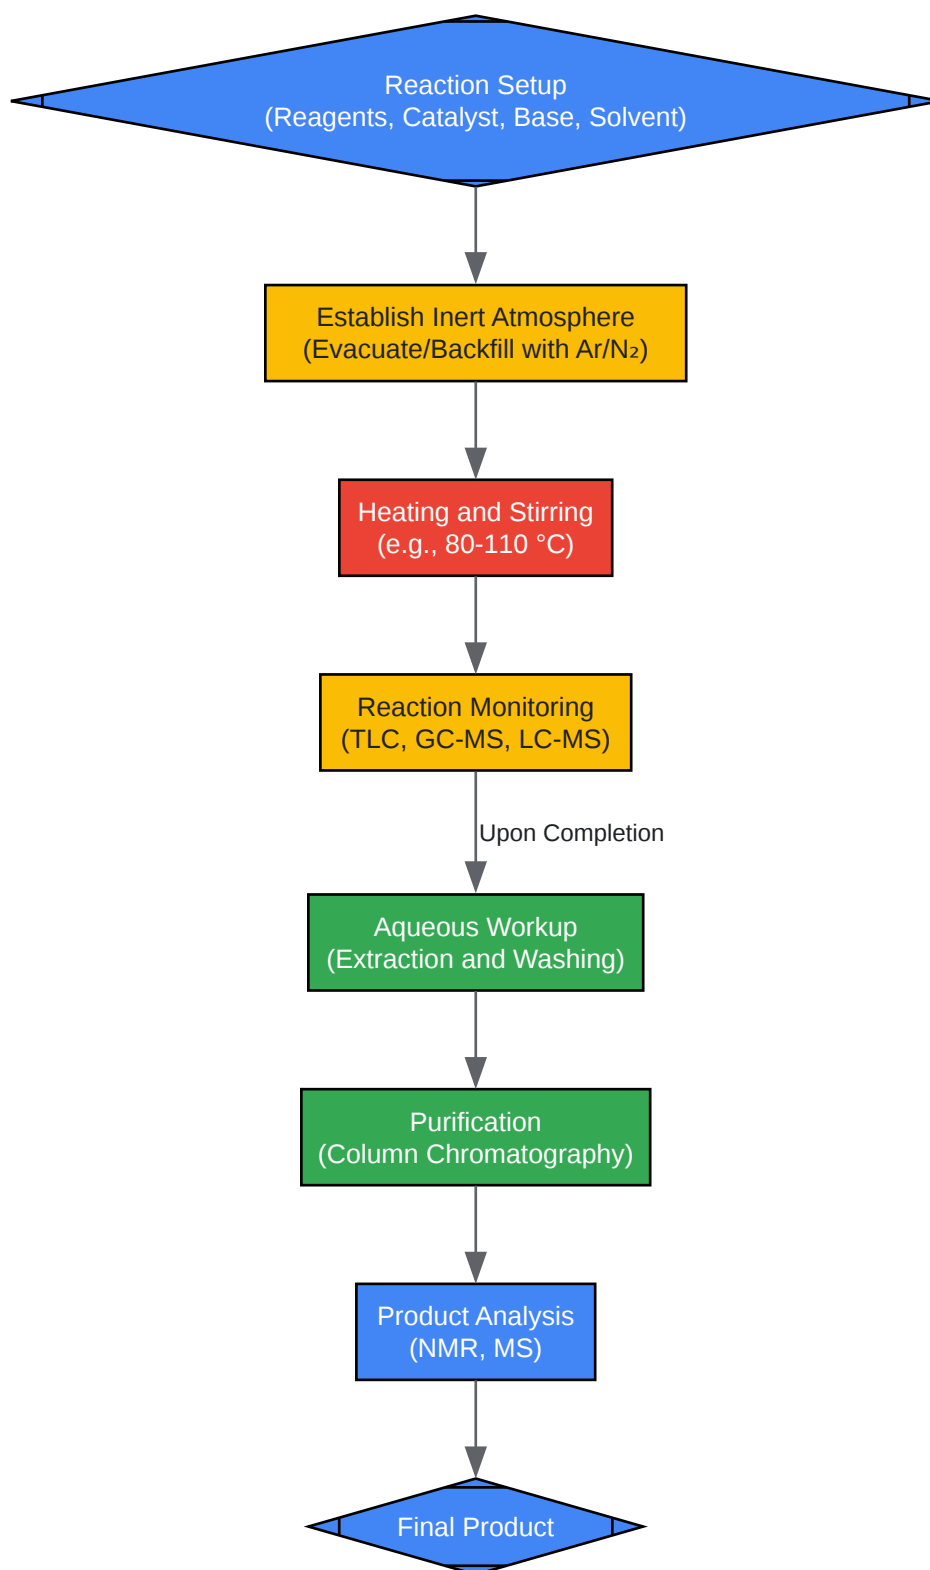 Reaction Setup
(Reagents, Catalyst, Base, Solvent)
Establish Inert Atmosphere
(Evacuate/Backfill with Ar/N₂)
Heating and Stirring
(e.g., 80-110 °C)
Reaction Monitoring
(TLC, GC-MS, LC-MS)
Upon Completion
Aqueous Workup
(Extraction and Washing)
Purification
(Column Chromatography)
Product Analysis
(NMR, MS)
Final Product